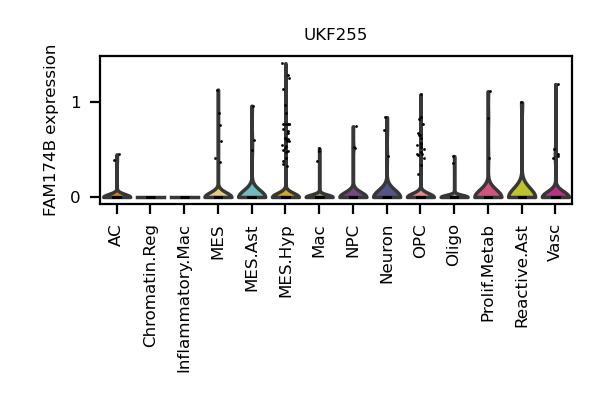 UKF255
FAM174B expression
1
0
AC
Chromatin.Reg
Inflammatory.Mac
MES
MES.Ast
MES.Hyp
Mac
NPC
Neuron
OPC
Oligo
Prolif.Metab
Reactive.Ast
Vasc